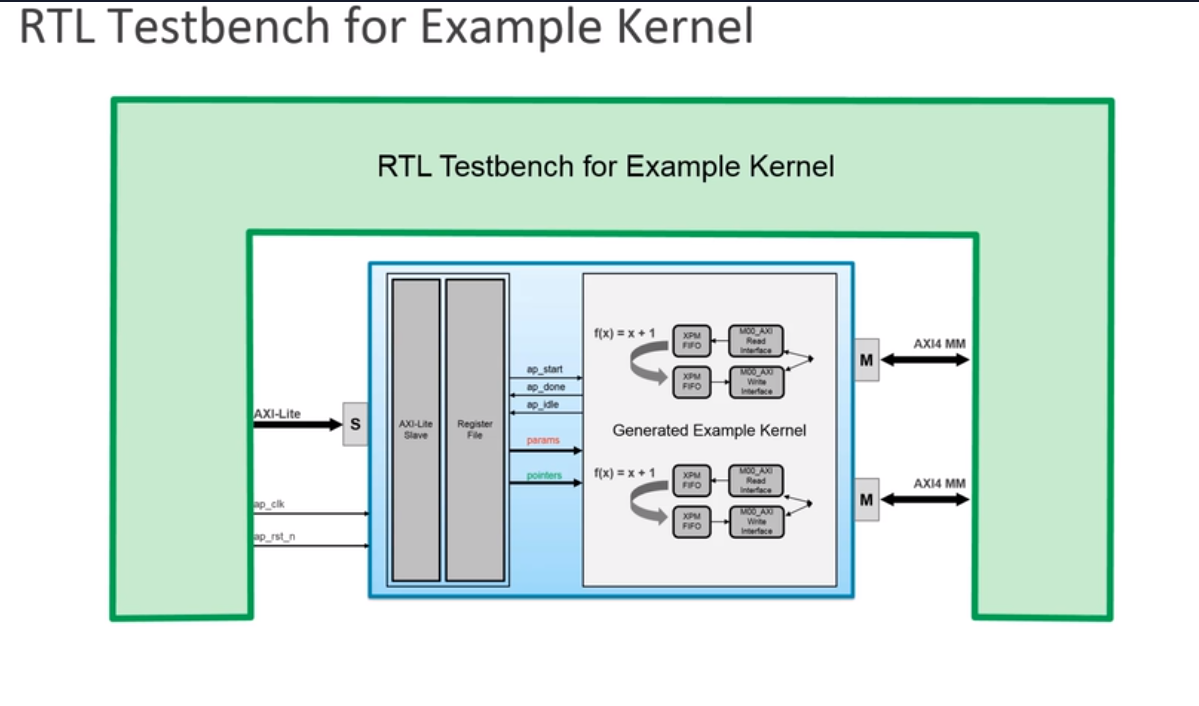 RTL Testbench for Example Kernel
RTL Testbench for Example Kernel
AXI-Lite
S
ap_clk
ap_rst_n
AXI-Lite
Slave
Register
File
ap_start
ap_done
ap_idle
params
pointers
f(x) = x + 1
XPM
FIFO
M00_AXI
Read
Interface
XPM
FIFO
M00_AXI
Write
Interface
Generated Example Kernel
f(x) = x + 1
XPM
FIFO
M00_AXI
Read
Interface
XPM
FIFO
M00_AXI
Write
Interface
M
AXI4 MM
M
AXI4 MM